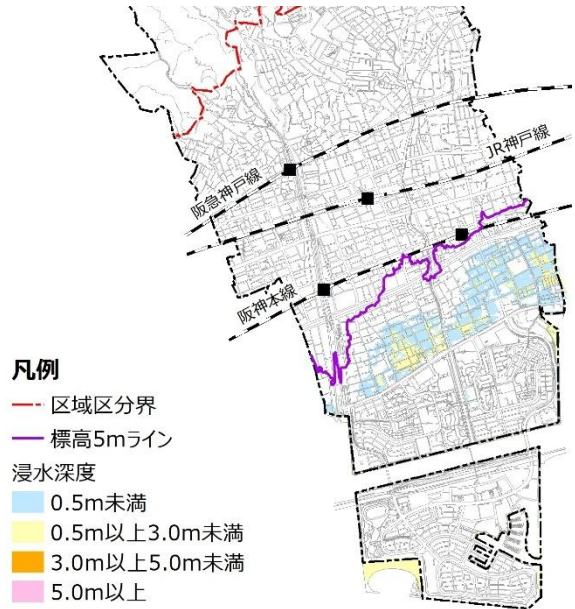 JR神戸線
阪急神戸線
阪神本線
凡例
区域区分界
標高5mライン
浸水深度
0.5m未満
0.5m以上3.0m未満
3.0m以上5.0m未満
5.0m以上